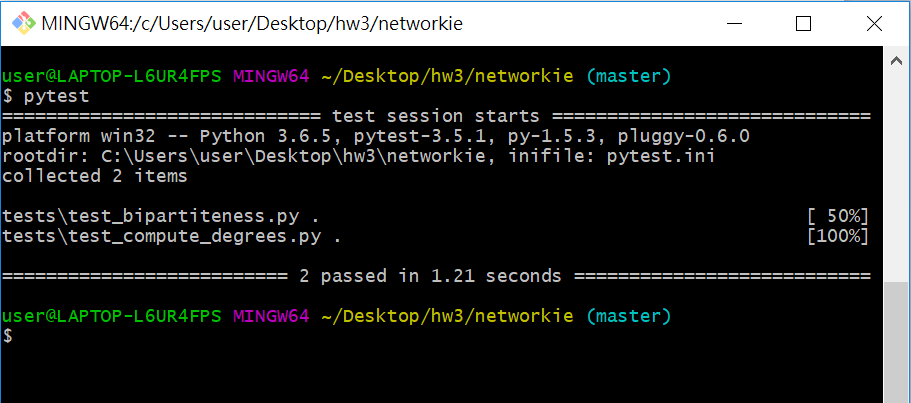 MINGW64:/c/Users/user/Desktop/hw3/networkie
user@LAPTOP-L6UR4FPS MINGW64 ~/Desktop/hw3/networkie (master)
$ pytest
============================= test session starts =============================
platform win32 -- Python 3.6.5, pytest-3.5.1, py-1.5.3, pluggy-0.6.0
rootdir: C:\Users\user\Desktop\hw3\networkie, inifile: pytest.ini
collected 2 items
tests\test_bipartiteness.py . [ 50%]
tests\test_compute_degrees.py . [100%]
========================== 2 passed in 1.21 seconds ===========================
user@LAPTOP-L6UR4FPS MINGW64 ~/Desktop/hw3/networkie (master)
$